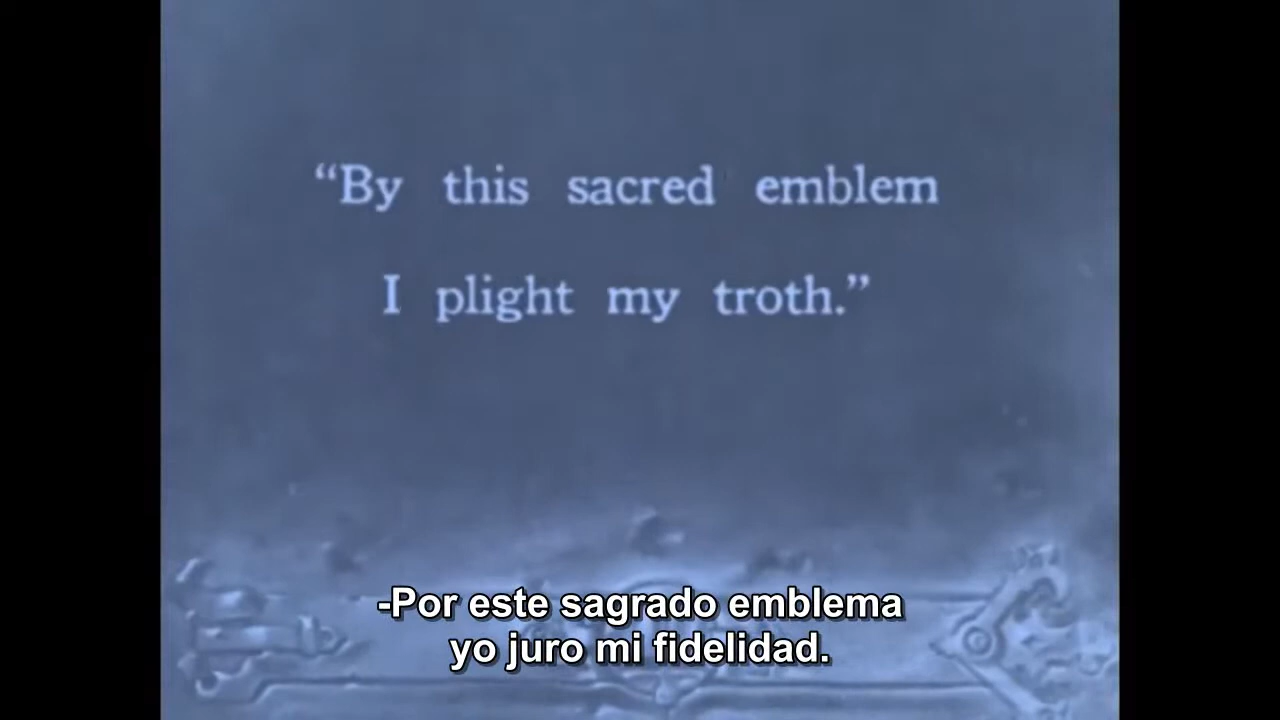 “By this sacred emblem
I plight my troth.”
-Por este sagrado emblema
yo juro mi fidelidad.